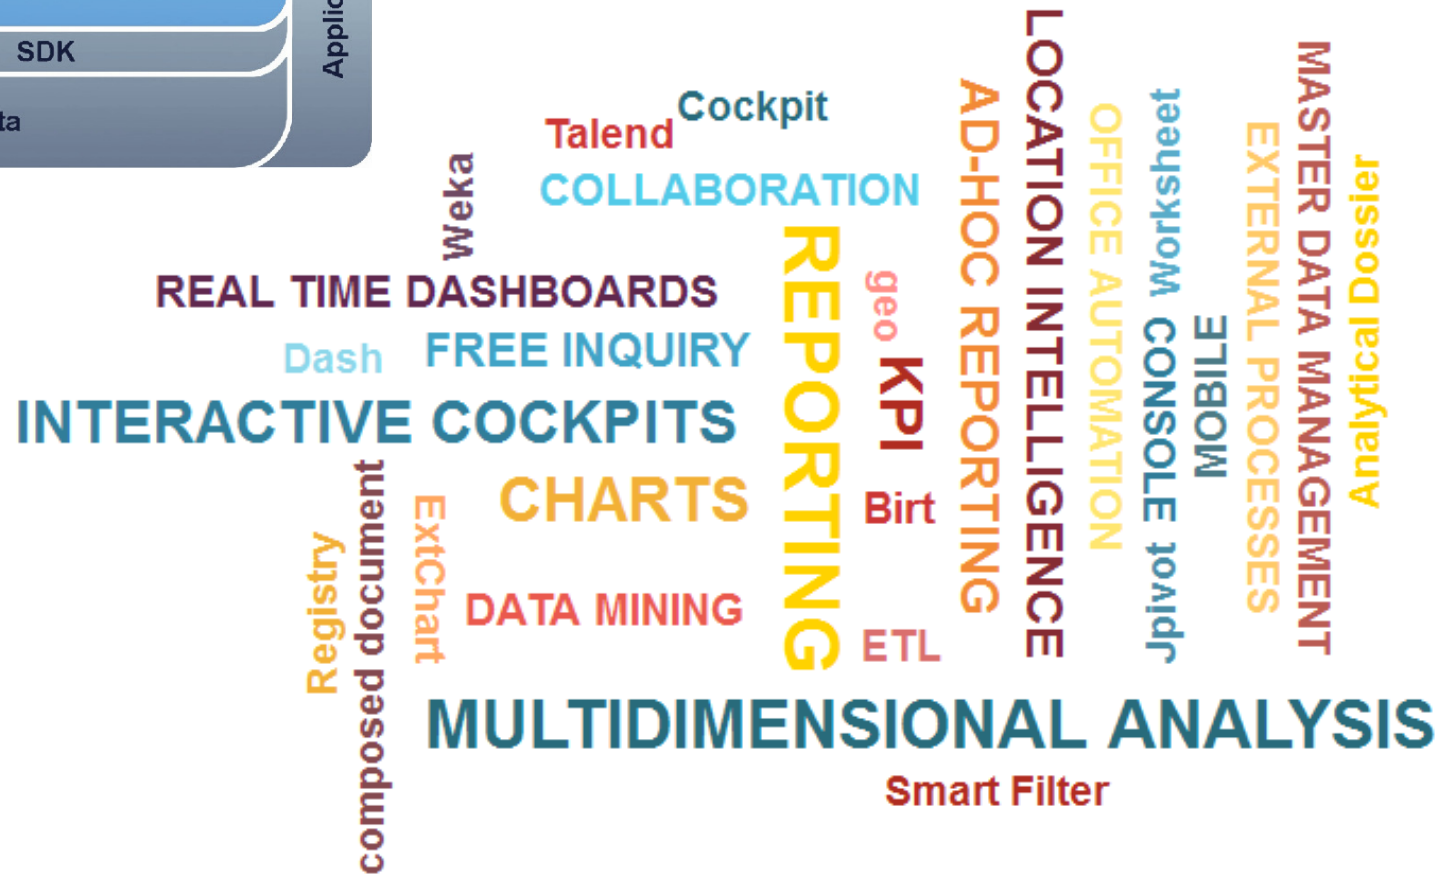 SDK
Applic
ta
Cockpit
Talend
Weka
COLLABORATION
REAL TIME DASHBOARDS
Dash
FREE INQUIRY
INTERACTIVE COCKPITS
CHARTS
REPORTING
geo
KPI
Birt
ETL
AD-HOC REPORTING
LOCATION INTELLIGENCE
OFFICE AUTOMATION
worksheet
CONSOLE
Jpivot
MOBILE
EXTERNAL PROCESSES
MASTER DATA MANAGEMENT
Analytical Dossier
Registry
composed document
ExtChart
DATA MINING
MULTIDIMENSIONAL ANALYSIS
Smart Filter